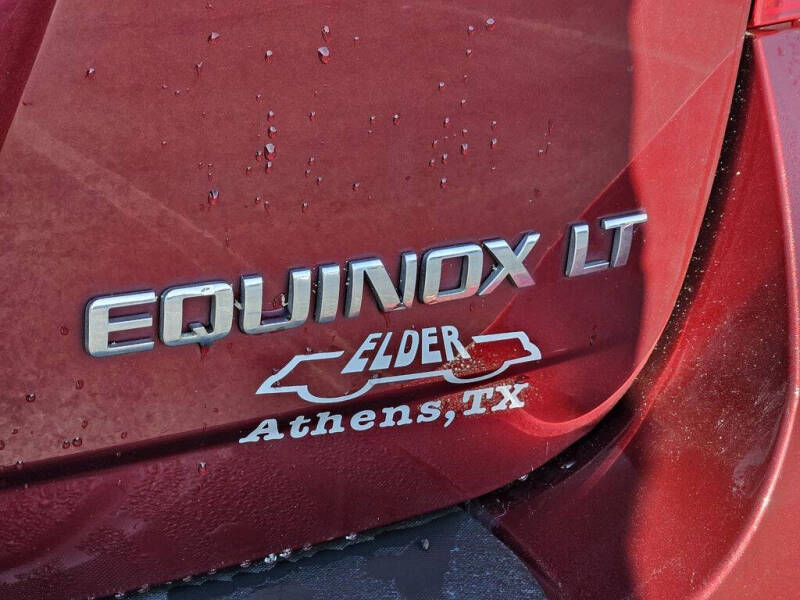 EQUINOX LT
ELDER
Athens, TX